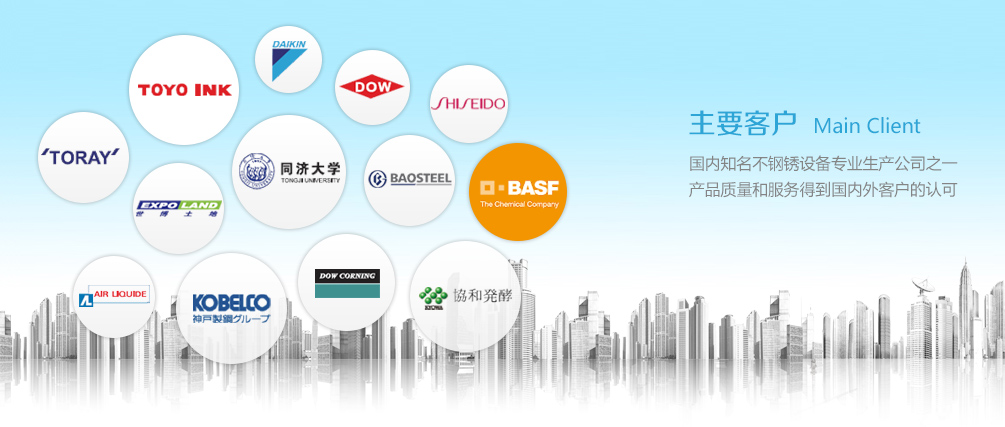 DAIKIN
TOYO INK
DOW
SHISEIDO
主要客户 Main Client
国内知名不钢锈设备专业生产公司之一
产品质量和服务得到国内外客户的认可
'TORAY'
同济大学
TONGJI UNIVERSITY
BAOSTEEL
BASF
The Chemical Company
EXPO LAND
世博土地
AIR LIQUIDE
KOBELCO
神戸製鋼グループ
DOW CORNING
協和発酵
KYOWA